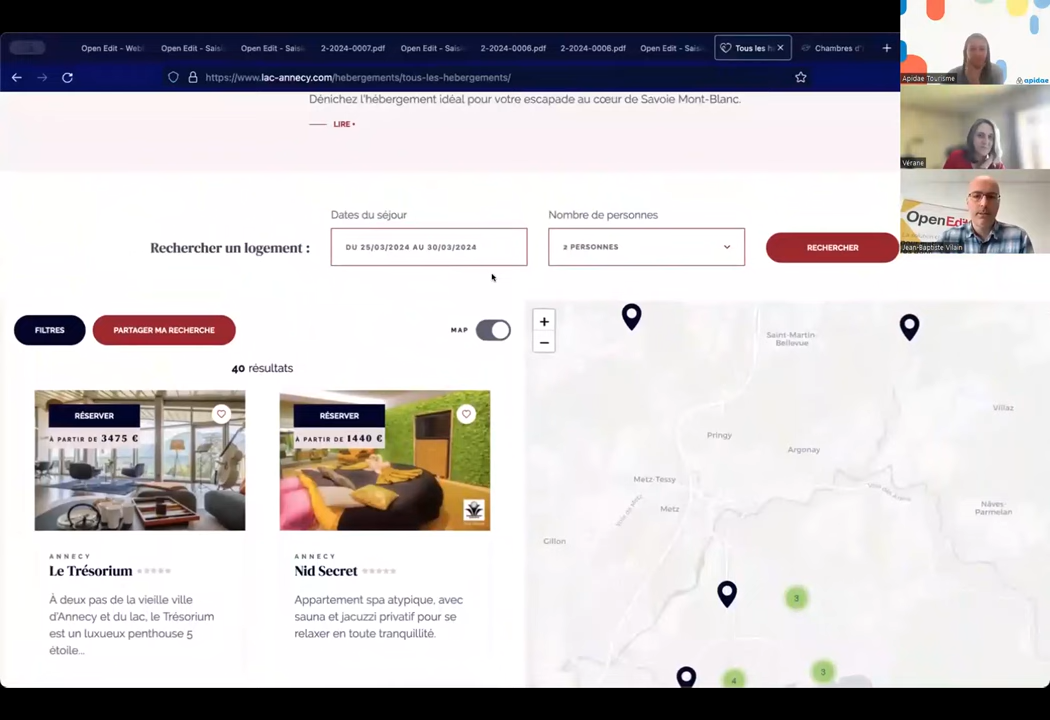 Open Edit - Web
Open Edit - Sais
Open Edit - Sais
2-2024-0007.pdf
Open Edit - Sais
2-2024-0006.pdf
2-2024-0006.pdf
Open Edit - Sais
Tous les h
Chambres d'
https://www.lac-annecy.com/hebergements/tous-les-hebergements/
Dénichez l'hébergement idéal pour votre escapade au cœur de Savoie Mont-Blanc.
LIRE +
Rechercher un logement :
Dates du séjour
DU 25/03/2024 AU 30/03/2024
Nombre de personnes
2 PERSONNES
RECHERCHER
FILTRES
PARTAGER MA RECHERCHE
MAP
40 résultats
RÉSERVER
À PARTIR DE 3475 €
ANNECY
Le Trésorium
À deux pas de la vieille ville
d'Annecy et du lac, le Trésorium
est un luxueux penthouse 5
étoile...
RÉSERVER
À PARTIR DE 1440 €
ANNECY
Nid Secret
Appartement spa atypique, avec
sauna et jacuzzi privatif pour se
relaxer en toute tranquillité.
+
−
Saint-Martin
Bellevue
Villaz
Pringy
Argonay
Metz-Tessy
Metz
Nâves-
Parmelan
Gillon
3
4
3
Apidae Tourisme
apidae
Vérane
OpenEdit
Jean-Baptiste Vilain